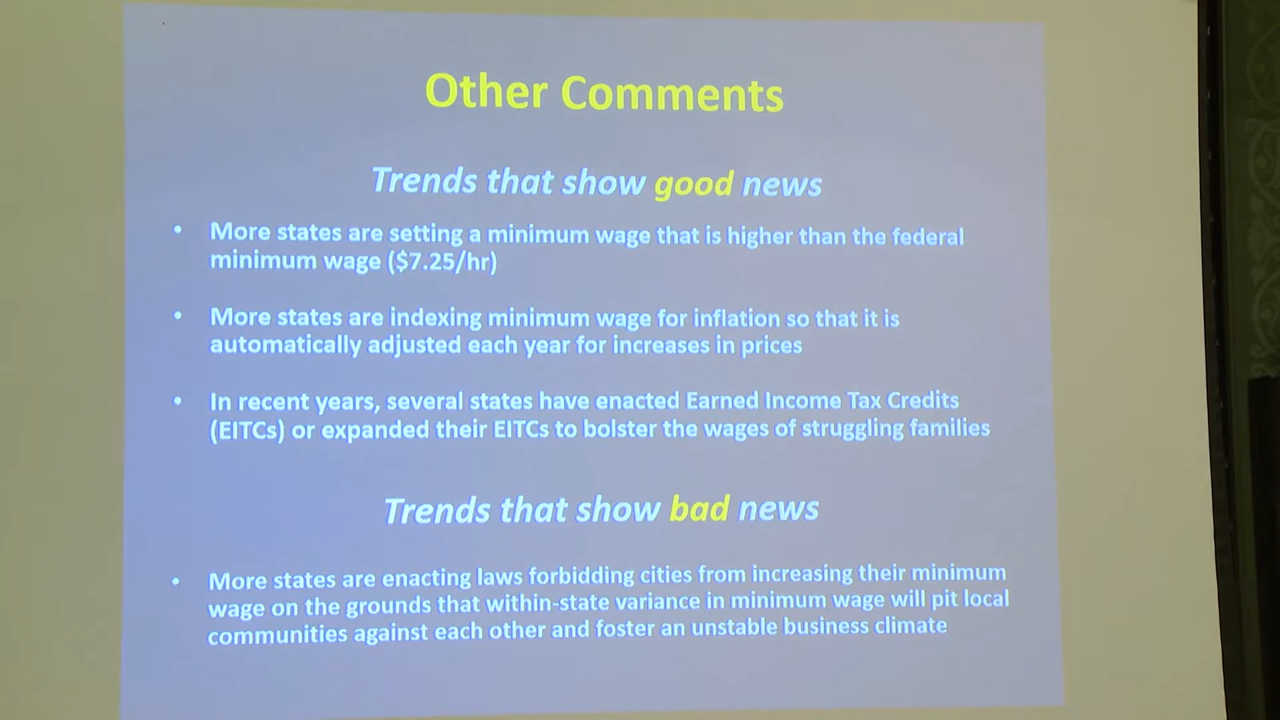 Other Comments
Trends that show good news
• More states are setting a minimum wage that is higher than the federal
minimum wage ($7.25/hr)
• More states are indexing minimum wage for inflation so that it is
automatically adjusted each year for increases in prices
• In recent years, several states have enacted Earned Income Tax Credits
(EITCs) or expanded their EITCs to bolster the wages of struggling families
Trends that show bad news
• More states are enacting laws forbidding cities from increasing their minimum
wage on the grounds that within-state variance in minimum wage will pit local
communities against each other and foster an unstable business climate